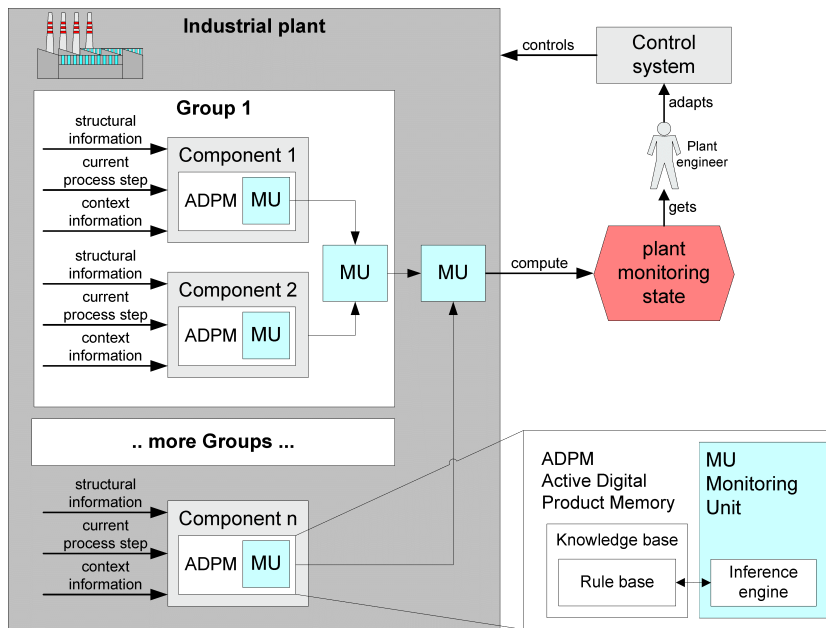 Industrial plant
Group 1
structural
information
current
process step
context
information
Component 1
ADPM
MU
structural
information
current
process step
context
information
Component 2
ADPM
MU
MU
MU
compute
controls
Control
system
adapts
Plant
engineer
gets
plant
monitoring
state
.. more Groups ...
structural
information
current
process step
context
information
Component n
ADPM
MU
ADPM
Active Digital
Product Memory
Knowledge base
Rule base
MU
Monitoring
Unit
Inference
engine